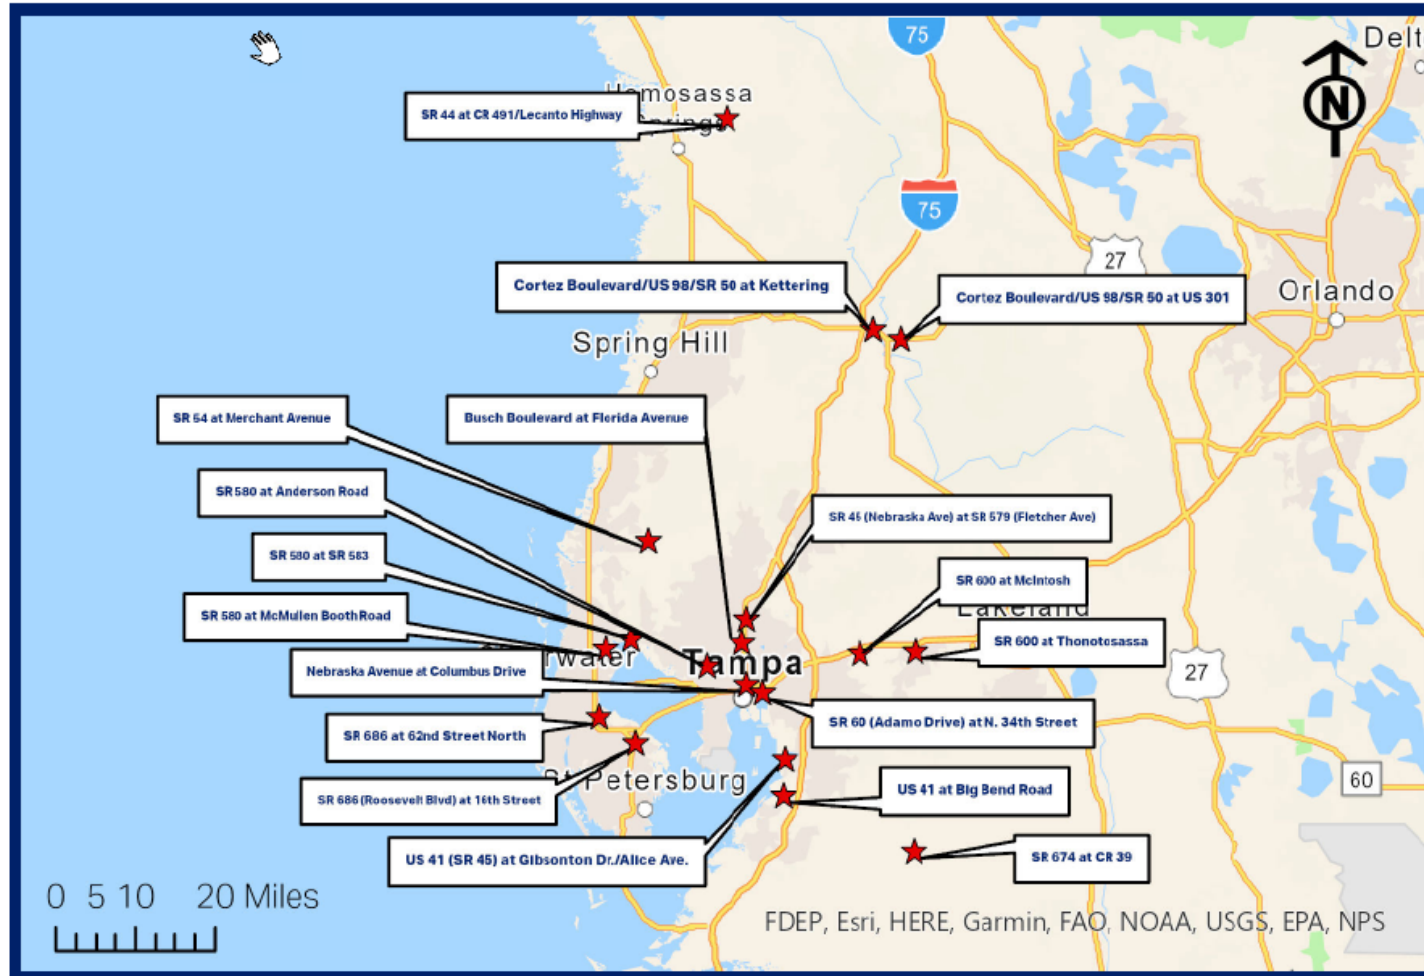 75
Delt
Homosassa
Springs
SR 44 at CR 491/Lecanto Highway
N
75
27
Cortez Boulevard/US 98/SR 50 at Kettering
Cortez Boulevard/US 98/SR 50 at US 301
Orlando
Spring Hill
SR 54 at Merchant Avenue
Busch Boulevard at Florida Avenue
SR 580 at Anderson Road
SR 45 (Nebraska Ave) at SR 579 (Fletcher Ave)
SR 580 at SR 583
SR 600 at McIntosh
Lakeland
SR 580 at McMullen Booth Road
SR 600 at Thonotosassa
Tampa
Nebraska Avenue at Columbus Drive
27
SR 60 (Adamo Drive) at N. 34th Street
SR 686 at 62nd Street North
St Petersburg
60
US 41 at Big Bend Road
SR 686 (Roosevelt Blvd) at 16th Street
US 41 (SR 45) at Gibsonton Dr./Alice Ave.
SR 674 at CR 39
0 5 10 20 Miles
FDEP, Esri, HERE, Garmin, FAO, NOAA, USGS, EPA, NPS